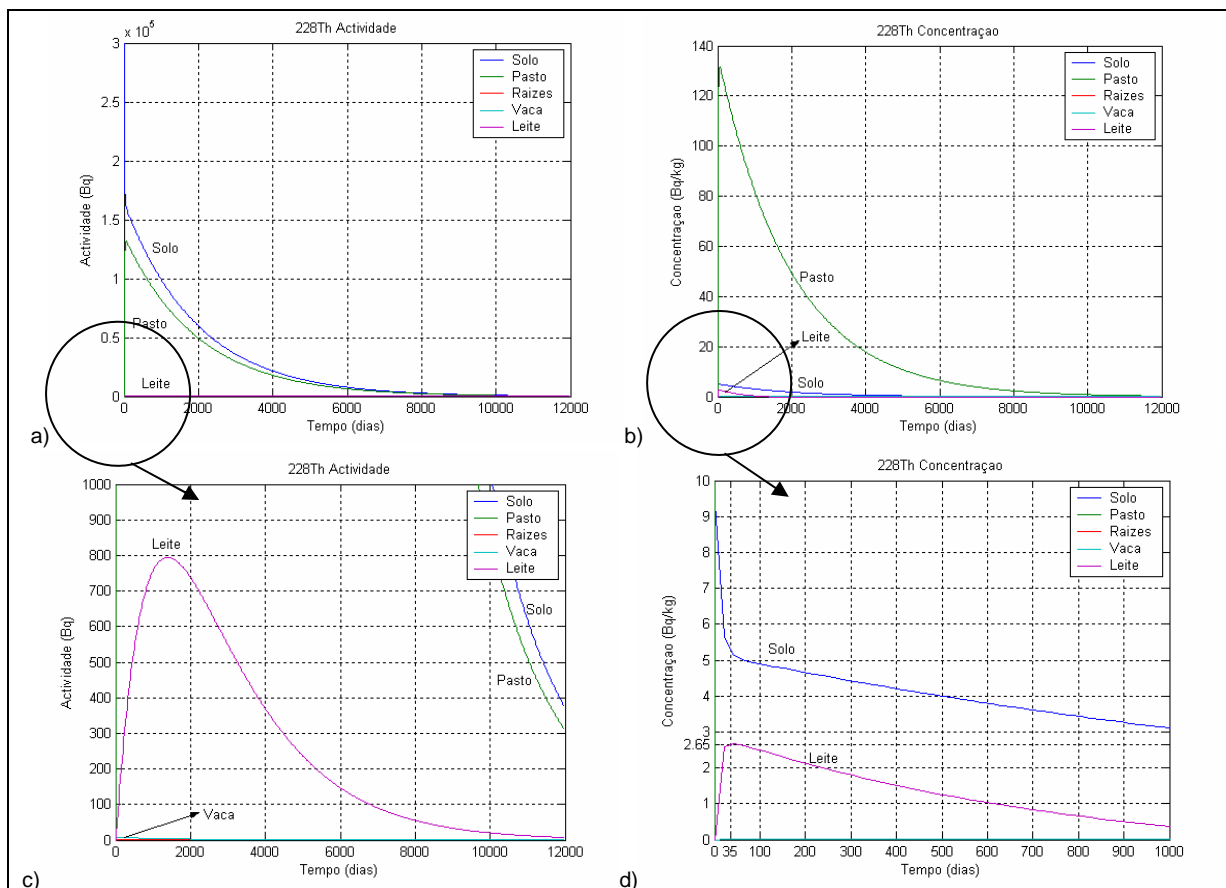 228Th Actividade
x 10^5
3
2.5
2
1.5
1
0.5
0
Actividade (Bq)
Solo
Pasto
Raizes
Vaca
Leite
Solo
Pasto
Leite
0 2000 4000 6000 8000 10000 12000
Tempo (dias)
a)
228Th Concentraçao
140
120
100
80
60
40
20
0
Concentraçao (Bq/kg)
Solo
Pasto
Raizes
Vaca
Leite
Pasto
Leite
Solo
0 2000 4000 6000 8000 10000 12000
Tempo (dias)
b)
228Th Actividade
1000
900
800
700
600
500
400
300
200
100
0
Actividade (Bq)
Solo
Pasto
Raizes
Vaca
Leite
Leite
Solo
Pasto
Vaca
0 2000 4000 6000 8000 10000 12000
Tempo (dias)
c)
228Th Concentraçao
10
9
8
7
6
5
4
3
2.65
2
1
0
Concentraçao (Bq/kg)
Solo
Pasto
Raizes
Vaca
Leite
Solo
Leite
0 35 100 200 300 400 500 600 700 800 900 1000
Tempo (dias)
d)